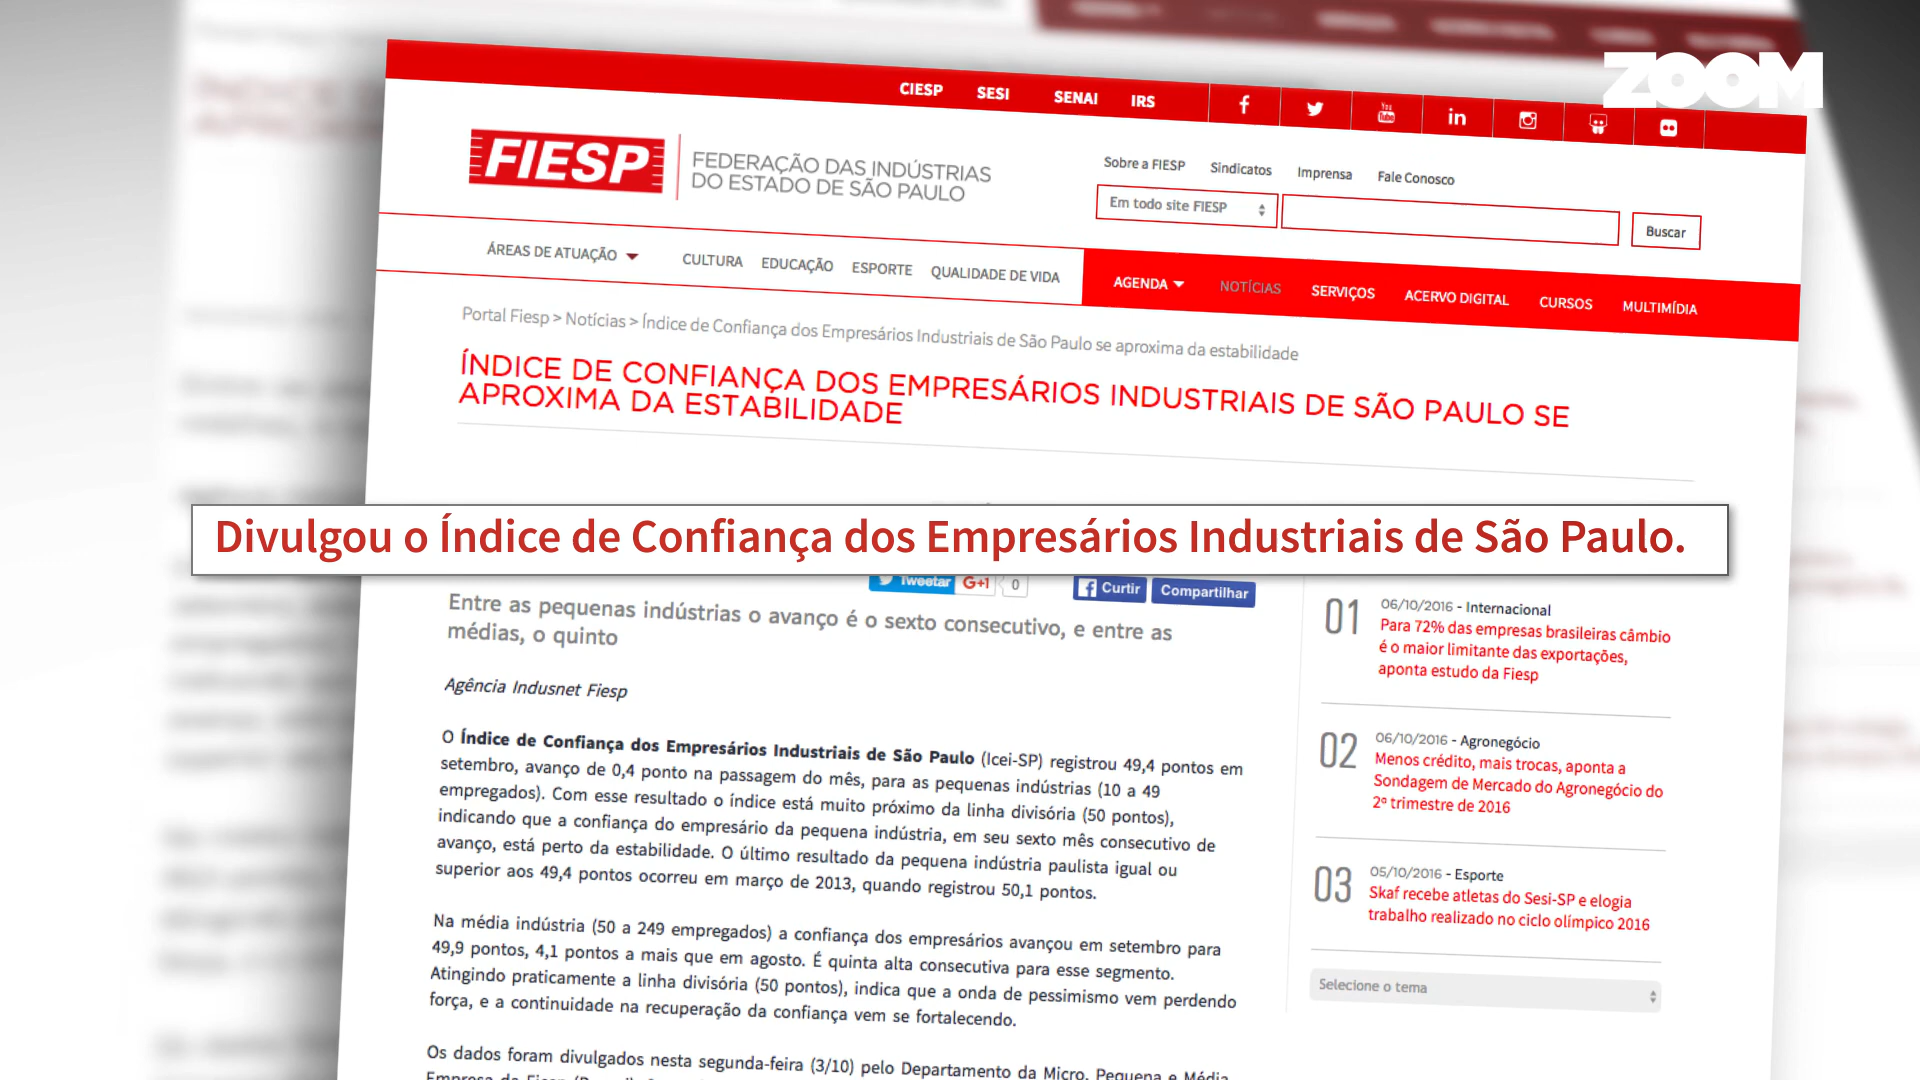 ZOOM
CIESP SESI SENAI IRS
You Tube in
FIESP FEDERAÇÃO DAS INDÚSTRIAS
DO ESTADO DE SÃO PAULO
Sobre a FIESP Sindicatos Imprensa Fale Conosco
Em todo site FIESP Buscar
ÁREAS DE ATUAÇÃO CULTURA EDUCAÇÃO ESPORTE QUALIDADE DE VIDA AGENDA NOTÍCIAS SERVIÇOS ACERVO DIGITAL CURSOS MULTIMÍDIA
Portal Fiesp > Notícias > Índice de Confiança dos Empresários Industriais de São Paulo se aproxima da estabilidade
ÍNDICE DE CONFIANÇA DOS EMPRESÁRIOS INDUSTRIAIS DE SÃO PAULO SE
APROXIMA DA ESTABILIDADE
Divulgou o Índice de Confiança dos Empresários Industriais de São Paulo.
Tweetar G+1 0 Curtir Compartilhar
Entre as pequenas indústrias o avanço é o sexto consecutivo, e entre as
médias, o quinto
Agência Indusnet Fiesp
O Índice de Confiança dos Empresários Industriais de São Paulo (Icei-SP) registrou 49,4 pontos em
setembro, avanço de 0,4 ponto na passagem do mês, para as pequenas indústrias (10 a 49
empregados). Com esse resultado o índice está muito próximo da linha divisória (50 pontos),
indicando que a confiança do empresário da pequena indústria, em seu sexto mês consecutivo de
avanço, está perto da estabilidade. O último resultado da pequena indústria paulista igual ou
superior aos 49,4 pontos ocorreu em março de 2013, quando registrou 50,1 pontos.
Na média indústria (50 a 249 empregados) a confiança dos empresários avançou em setembro para
49,9 pontos, 4,1 pontos a mais que em agosto. É quinta alta consecutiva para esse segmento.
Atingindo praticamente a linha divisória (50 pontos), indica que a onda de pessimismo vem perdendo
força, e a continuidade na recuperação da confiança vem se fortalecendo.
Os dados foram divulgados nesta segunda-feira (3/10) pelo Departamento da Micro, Pequena e Média
01 06/10/2016 - Internacional
Para 72% das empresas brasileiras câmbio
é o maior limitante das exportações,
aponta estudo da Fiesp
02 06/10/2016 - Agronegócio
Menos crédito, mais trocas, aponta a
Sondagem de Mercado do Agronegócio do
2º trimestre de 2016
03 05/10/2016 - Esporte
Skaf recebe atletas do Sesi-SP e elogia
trabalho realizado no ciclo olímpico 2016
Selecione o tema